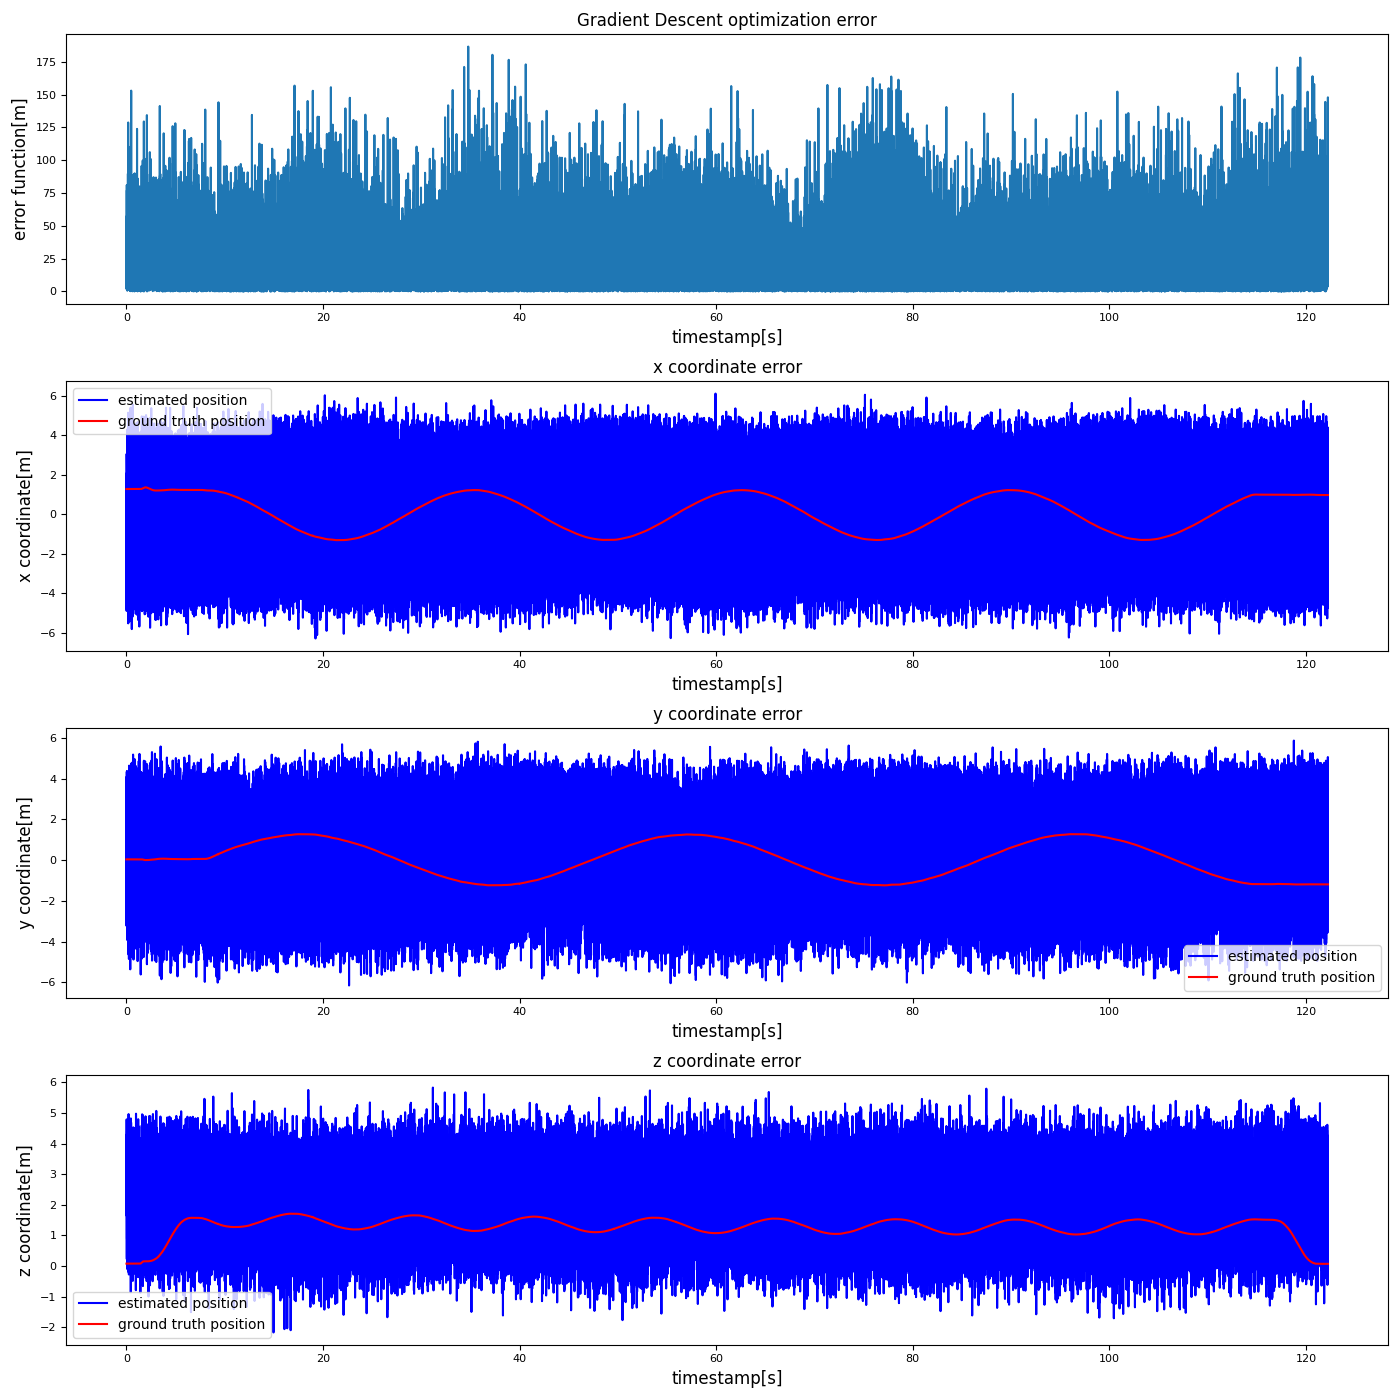 Gradient Descent optimization error
175
150
125
100
75
50
25
0
error function[m]
0 20 40 60 80 100 120
timestamp[s]
x coordinate error
6
4
2
0
−2
−4
−6
x coordinate[m]
estimated position
ground truth position
0 20 40 60 80 100 120
timestamp[s]
y coordinate error
6
4
2
0
−2
−4
−6
y coordinate[m]
estimated position
ground truth position
0 20 40 60 80 100 120
timestamp[s]
z coordinate error
6
5
4
3
2
1
0
−1
−2
z coordinate[m]
estimated position
ground truth position
0 20 40 60 80 100 120
timestamp[s]